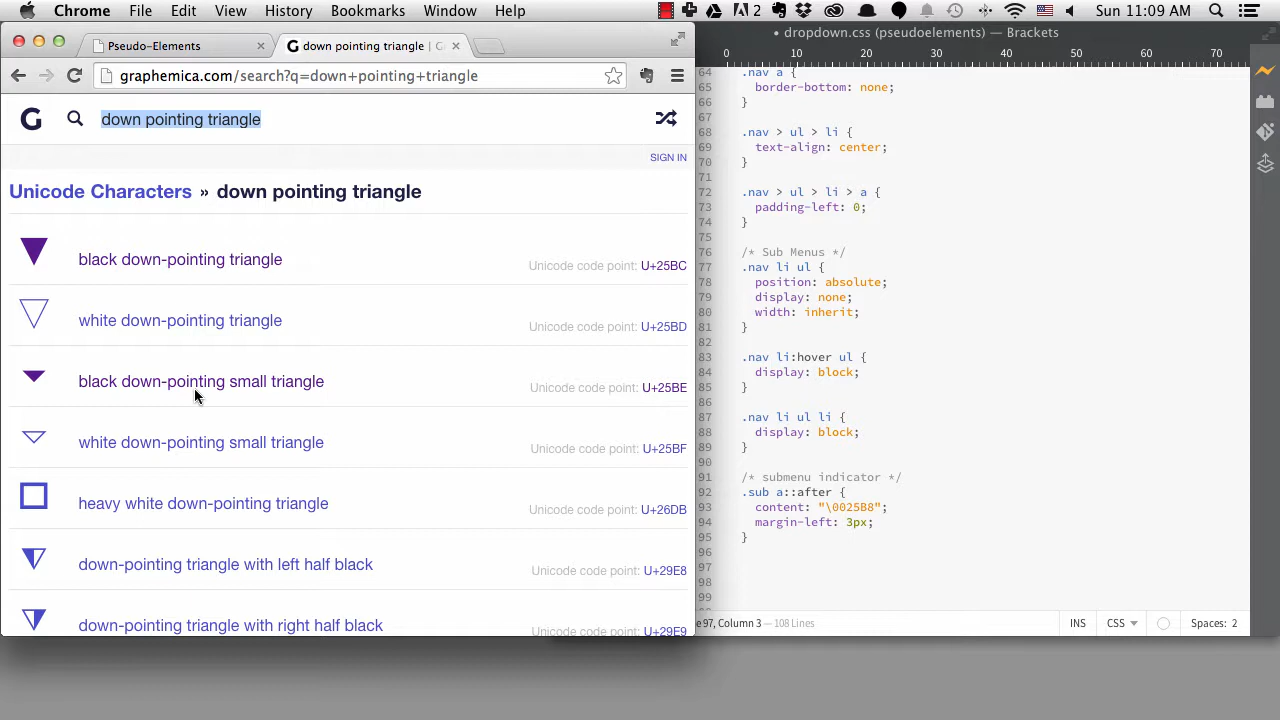 Chrome File Edit View History Bookmarks Window Help
2 Sun 11:09 AM
Pseudo-Elements
G down pointing triangle | G
graphemica.com/search?q=down+pointing+triangle
G down pointing triangle
SIGN IN
Unicode Characters » down pointing triangle
▼ black down-pointing triangle Unicode code point: U+25BC
▽ white down-pointing triangle Unicode code point: U+25BD
▾ black down-pointing small triangle Unicode code point: U+25BE
▿ white down-pointing small triangle Unicode code point: U+25BF
heavy white down-pointing triangle Unicode code point: U+26DB
⧨ down-pointing triangle with left half black Unicode code point: U+29E8
⧩ down-pointing triangle with right half black Unicode code point: U+29E9
• dropdown.css (pseudoelements) — Brackets
0 10 20 30 40 50 60 70
64 .nav a {
65 border-bottom: none;
66 }
67
68 .nav > ul > li {
69 text-align: center;
70 }
71
72 .nav > ul > li > a {
73 padding-left: 0;
74 }
75
76 /* Sub Menus */
77 .nav li ul {
78 position: absolute;
79 display: none;
80 width: inherit;
81 }
82
83 .nav li:hover ul {
84 display: block;
85 }
86
87 .nav li ul li {
88 display: block;
89 }
90
91 /* submenu indicator */
92 .sub a::after {
93 content: "\0025B8";
94 margin-left: 3px;
95 }
96
97
98
99
e 97, Column 3 — 108 Lines INS CSS Spaces: 2